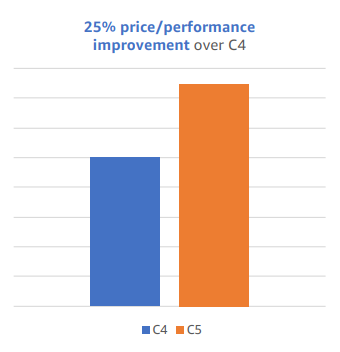 25% price/performance
improvement over C4
C4 C5